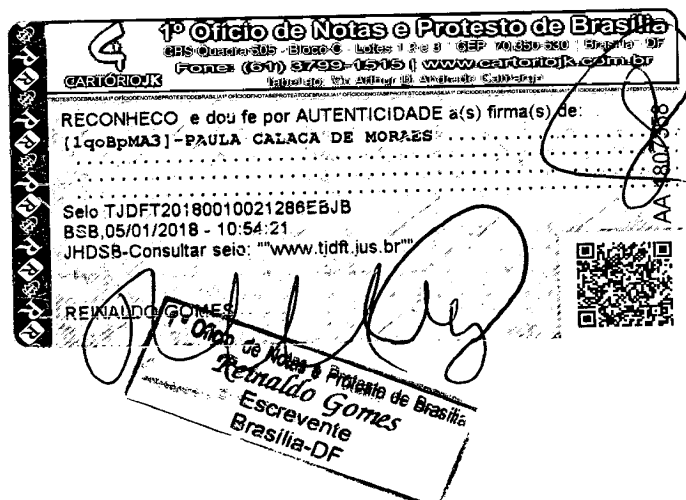 1º Ofício de Notas e Protesto de Brasília
CRS Quadra 505 - Bloco C - Lotes 1 2 e 3 CEP 70.350-530 Brasília DF
Fone: (61) 3799-1515 | www.cartoriojk.com.br
CARTÓRIOJK
RECONHECO e dou fe por AUTENTICIDADE a(s) firma(s) de:
[1qoBpMA3]-PAULA CALACA DE MORAES
AA
Selo TJDFT20180010021286EBJB
BSB,05/01/2018 - 10:54:21
JHDSB-Consultar selo: ""www.tjdft.jus.br""
REINALDO GOMES
1º Ofício de Notas e Protesto de Brasília
Reinaldo Gomes
Escrevente
Brasília-DF